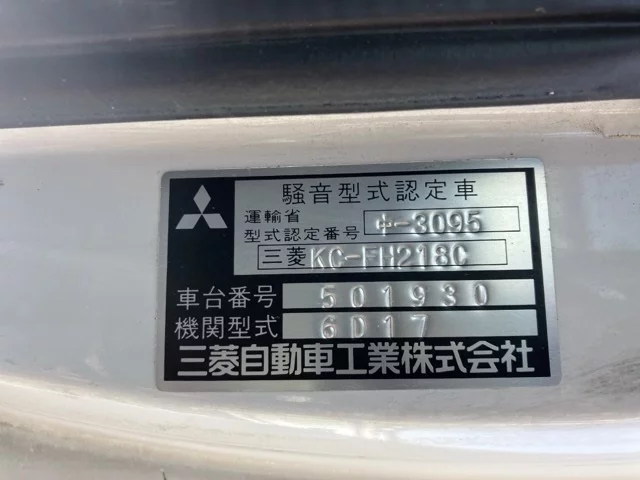 騒音型式認定車
運輸省
型式認定番号 中-3095
三菱 KC-FH218C
車台番号 501930
機関型式 6D17
三菱自動車工業株式会社